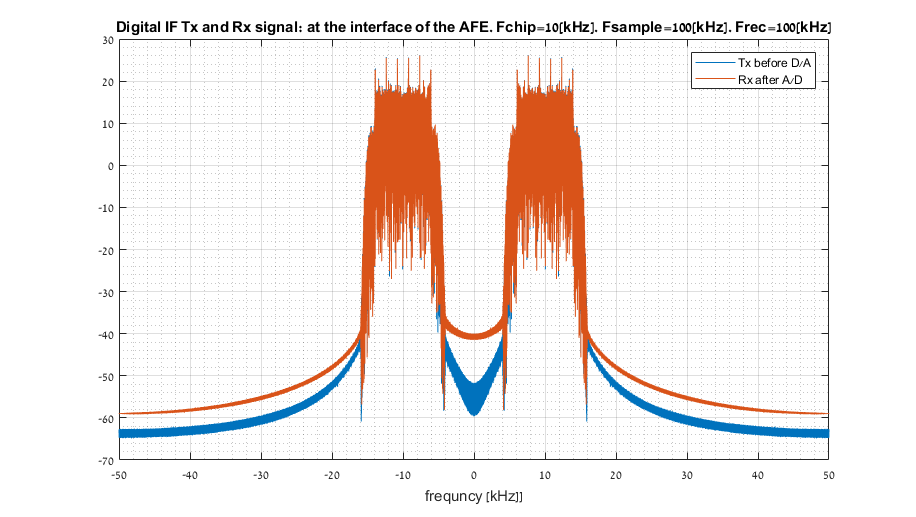 Digital IF Tx and Rx signal: at the interface of the AFE. Fchip=10[kHz]. Fsample=100[kHz]. Frec=100[kHz]
Tx before D/A
Rx after A/D
30
20
10
0
-10
-20
-30
-40
-50
-60
-70
-50 -40 -30 -20 -10 0 10 20 30 40 50
frequncy [kHz]]